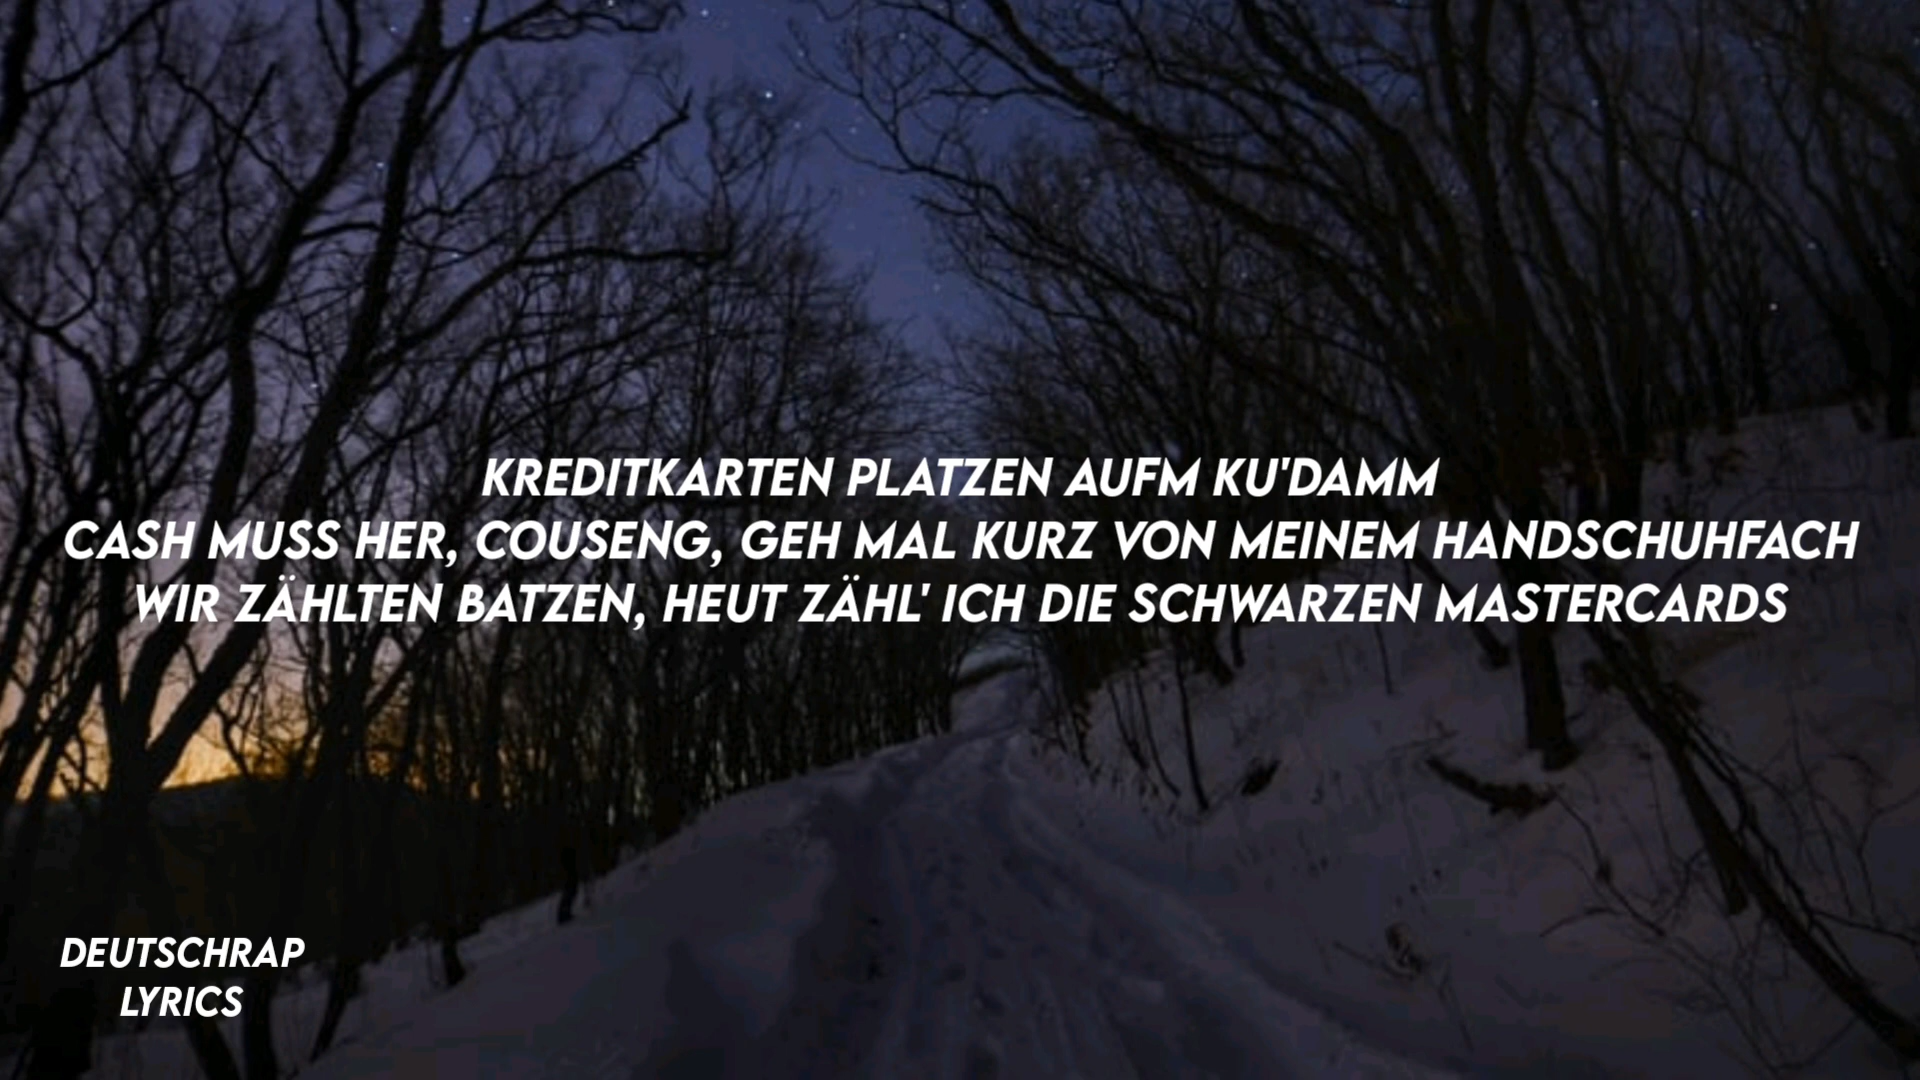 KREDITKARTEN PLATZEN AUFM KU'DAMM
CASH MUSS HER, COUSENG, GEH MAL KURZ VON MEINEM HANDSCHUHFACH
WIR ZÄHLTEN BATZEN, HEUT ZÄHL' ICH DIE SCHWARZEN MASTERCARDS
DEUTSCHRAP
LYRICS